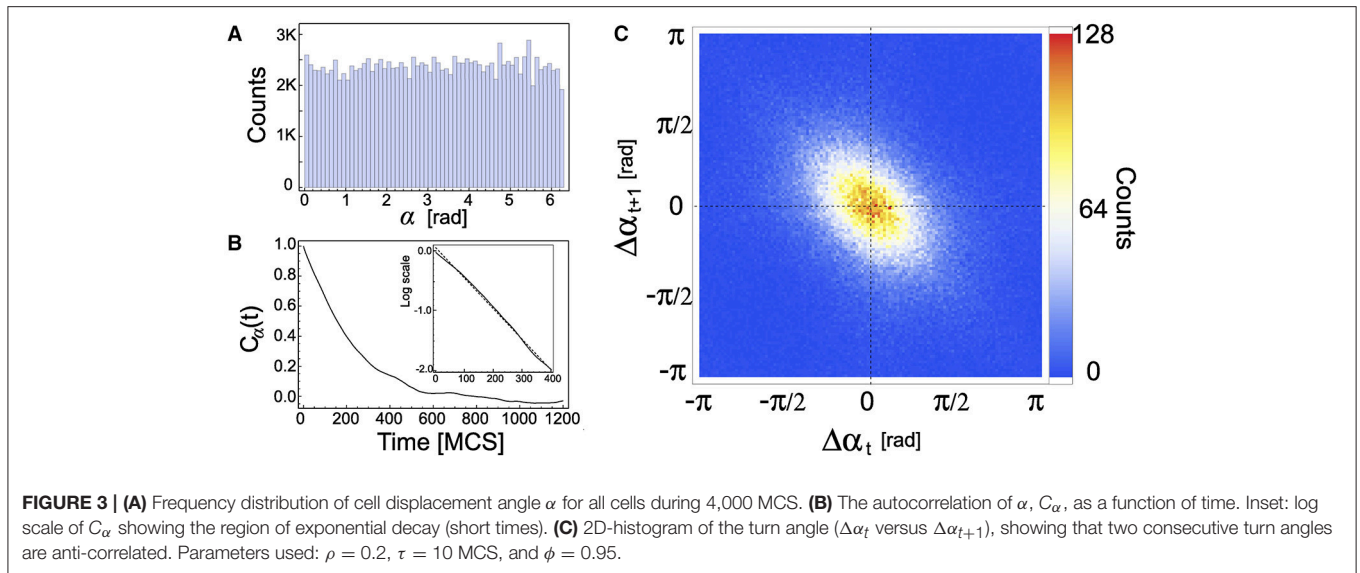 A
3K
2K
1K
0
Counts
0 1 2 3 4 5 6
α [rad]
B
1.0
0.8
0.6
0.4
0.2
0.0
Cα(t)
0 200 400 600 800 1000 1200
Time [MCS]
0.0
-1.0
-2.0
Log scale
0 100 200 300 400
C
π
π/2
0
-π/2
-π
Δαt+1 [rad]
-π -π/2 0 π/2 π
Δαt [rad]
128
64
0
Counts
FIGURE 3 | (A) Frequency distribution of cell displacement angle α for all cells during 4,000 MCS. (B) The autocorrelation of α, Cα, as a function of time. Inset: log
scale of Cα showing the region of exponential decay (short times). (C) 2D-histogram of the turn angle (Δαt versus Δαt+1), showing that two consecutive turn angles
are anti-correlated. Parameters used: ρ = 0.2, τ = 10 MCS, and ϕ = 0.95.